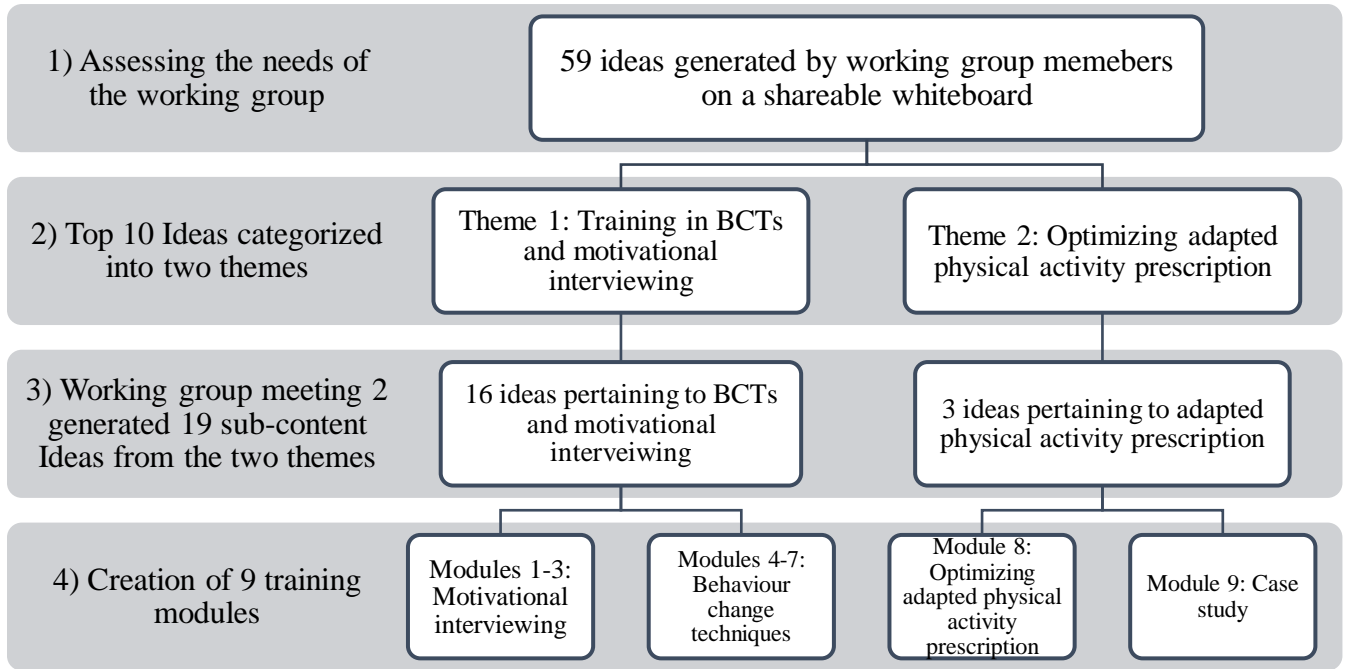 1) Assessing the needs of
the working group
59 ideas generated by working group memebers
on a shareable whiteboard
2) Top 10 Ideas categorized
into two themes
Theme 1: Training in BCTs
and motivational
interviewing
Theme 2: Optimizing adapted
physical activity prescription
3) Working group meeting 2
generated 19 sub-content
Ideas from the two themes
16 ideas pertaining to BCTs
and motivational
interveiwing
3 ideas pertaining to adapted
physical activity prescription
4) Creation of 9 training
modules
Modules 1-3:
Motivational
interviewing
Modules 4-7:
Behaviour
change
techniques
Module 8:
Optimizing
adapted physical
activity
prescription
Module 9: Case
study